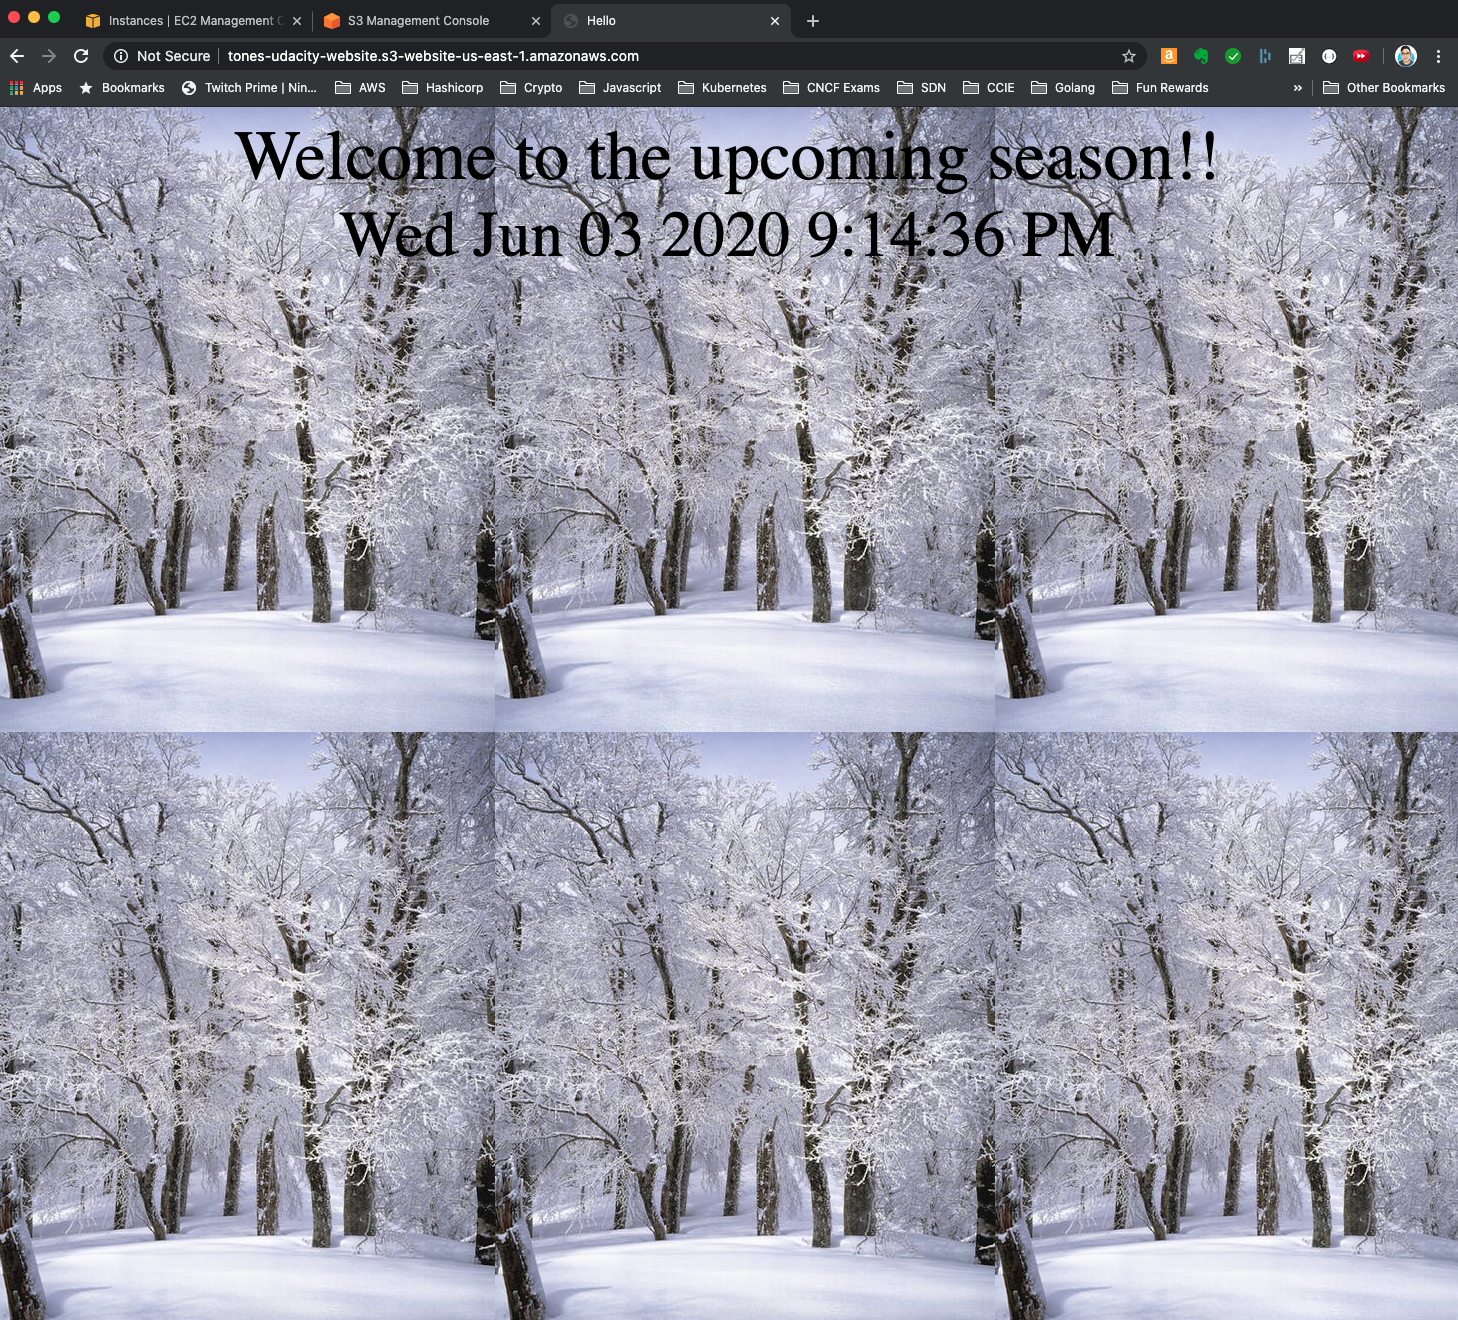 Instances | EC2 Management C
S3 Management Console
Hello
Not Secure
tones-udacity-website.s3-website-us-east-1.amazonaws.com
Apps
Bookmarks
Twitch Prime | Nin...
AWS
Hashicorp
Crypto
Javascript
Kubernetes
CNCF Exams
SDN
CCIE
Golang
Fun Rewards
Other Bookmarks
Welcome to the upcoming season!!
Wed Jun 03 2020 9:14:36 PM